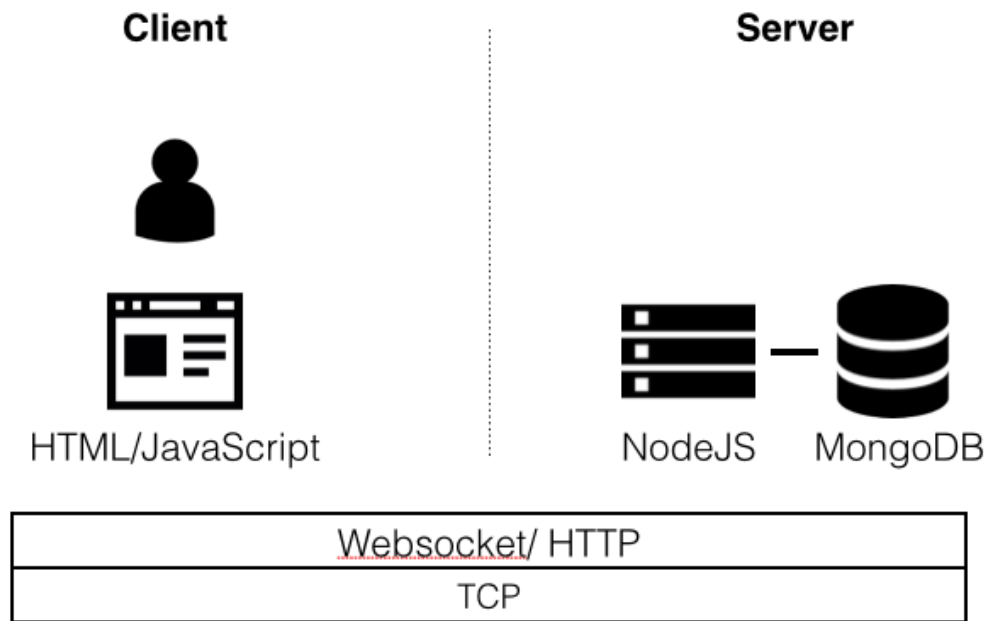 Client
Server
HTML/JavaScript
NodeJS
MongoDB
Websocket/ HTTP
TCP